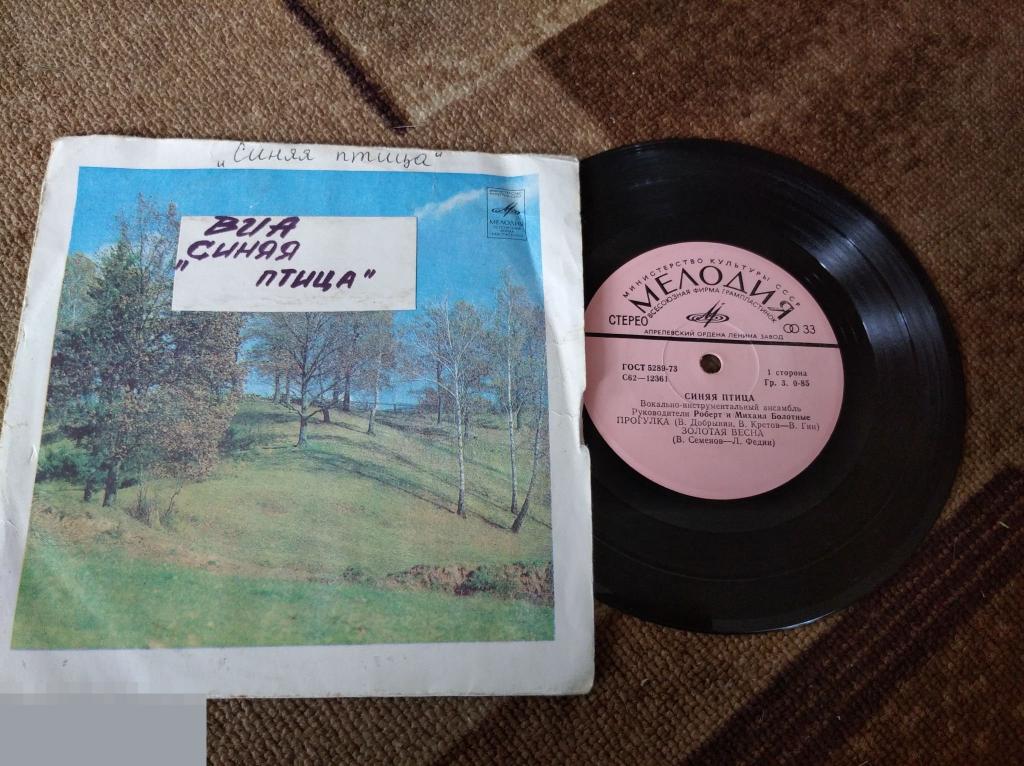 „Синяя птица“
ВИА
„СИНЯЯ
ПТИЦА"
МЕЛОДИЯ
МИНИСТЕРСТВО КУЛЬТУРЫ СССР
МЕЛОДИЯ
ВСЕСОЮЗНАЯ ФИРМА ГРАМПЛАСТИНОК
СТЕРЕО
33
АПРЕЛЕВСКИЙ ОРДЕНА ЛЕНИНА ЗАВОД
ГОСТ 5289-73
С62—12361
1 сторона
Гр. 3. 0-85
СИНЯЯ ПТИЦА
Вокально-инструментальный ансамбль
Руководители Роберт и Михаил Болотные
ПРОГУЛКА (В. Добрынин, В. Кретов—В. Гин)
ЗОЛОТАЯ ВЕСНА
(В. Семенов—Л. Федин)